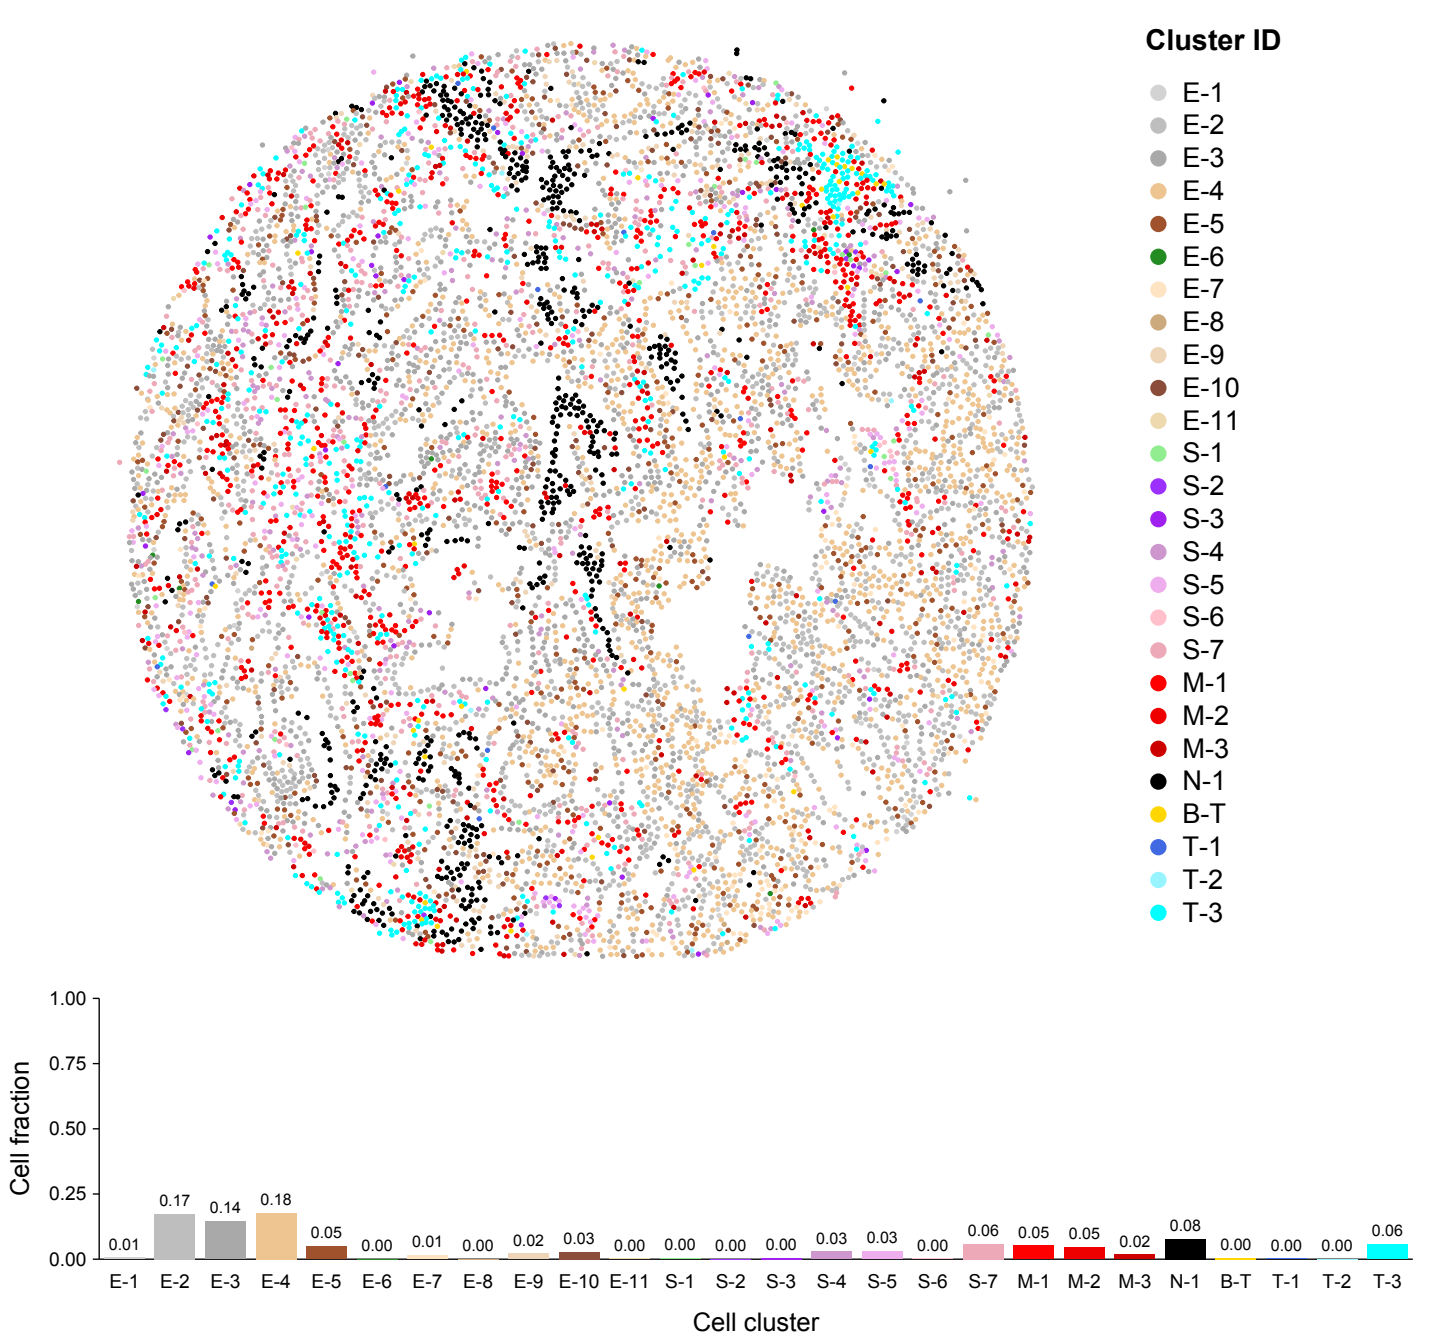 Cluster ID
E-1
E-2
E-3
E-4
E-5
E-6
E-7
E-8
E-9
E-10
E-11
S-1
S-2
S-3
S-4
S-5
S-6
S-7
M-1
M-2
M-3
N-1
B-T
T-1
T-2
T-3
1.00
0.75
0.50
0.25
0.00
Cell fraction
0.01 0.17 0.14 0.18 0.05 0.00 0.01 0.00 0.02 0.03 0.00 0.00 0.00 0.00 0.03 0.03 0.00 0.06 0.05 0.05 0.02 0.08 0.00 0.00 0.00 0.06
E-1 E-2 E-3 E-4 E-5 E-6 E-7 E-8 E-9 E-10 E-11 S-1 S-2 S-3 S-4 S-5 S-6 S-7 M-1 M-2 M-3 N-1 B-T T-1 T-2 T-3
Cell cluster